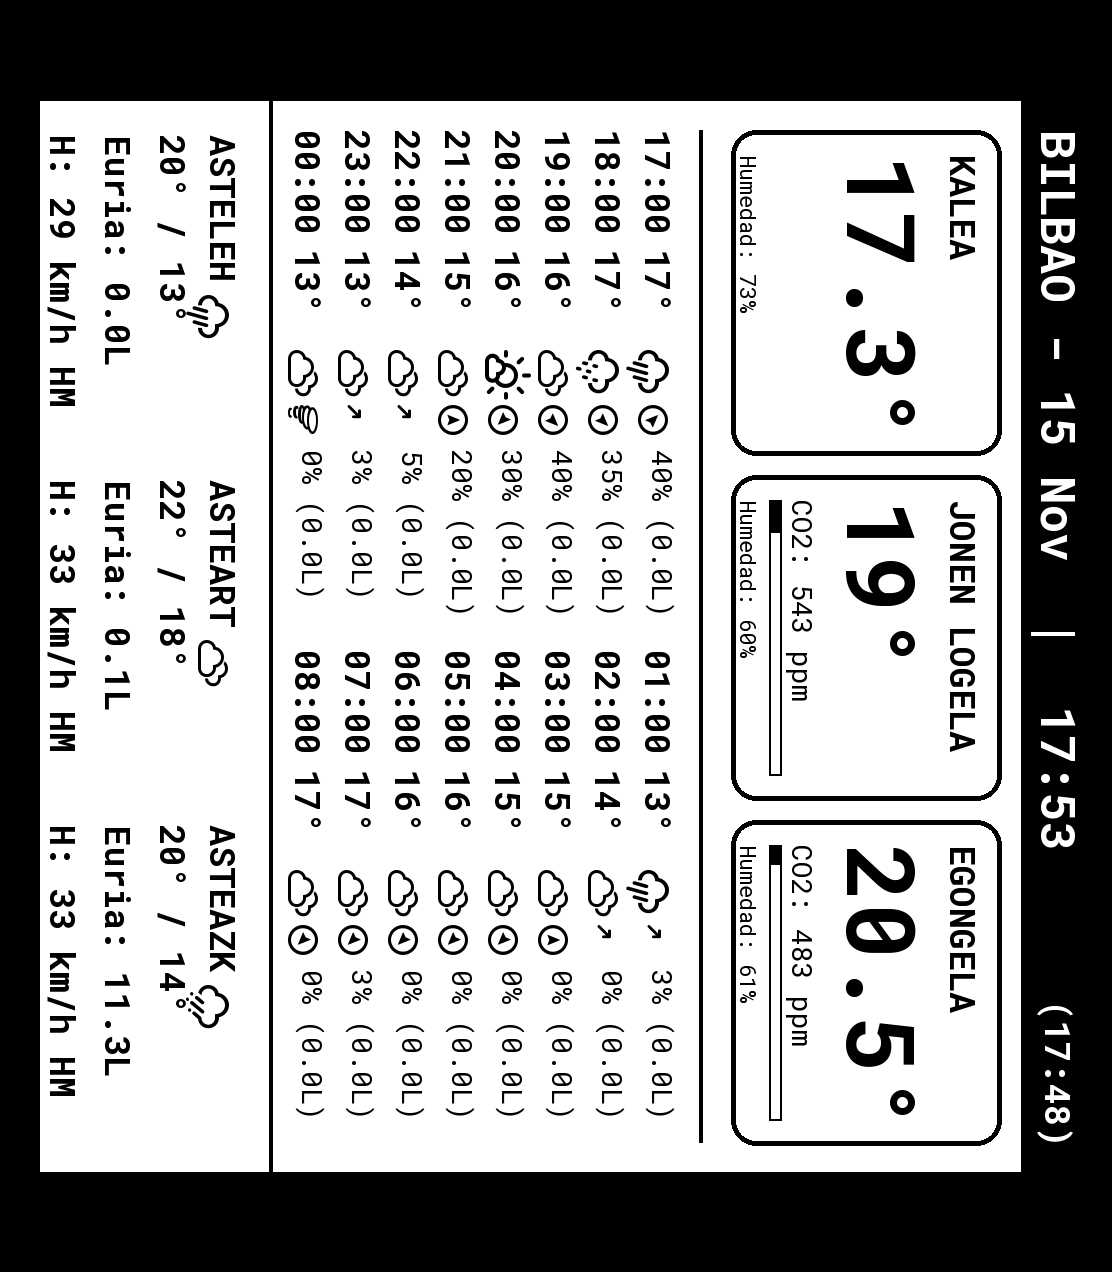 BILBAO - 15 Nov | 17:53 (17:48)
KALEA
17.3°
Humedad: 73%
JONEN LOGELA
19°
CO2: 543 ppm
Humedad: 60%
EGONGELA
20.5°
CO2: 483 ppm
Humedad: 61%
17:00 17° 40% (0.0L)
18:00 17° 35% (0.0L)
19:00 16° 40% (0.0L)
20:00 16° 30% (0.0L)
21:00 15° 20% (0.0L)
22:00 14° 5% (0.0L)
23:00 13° 3% (0.0L)
00:00 13° 0% (0.0L)
01:00 13° 3% (0.0L)
02:00 14° 0% (0.0L)
03:00 15° 0% (0.0L)
04:00 15° 0% (0.0L)
05:00 16° 0% (0.0L)
06:00 16° 0% (0.0L)
07:00 17° 3% (0.0L)
08:00 17° 0% (0.0L)
ASTELEH
20° / 13°
Euria: 0.0L
H: 29 km/h HM
ASTEART
22° / 18°
Euria: 0.1L
H: 33 km/h HM
ASTEAZK
20° / 14°
Euria: 11.3L
H: 33 km/h HM